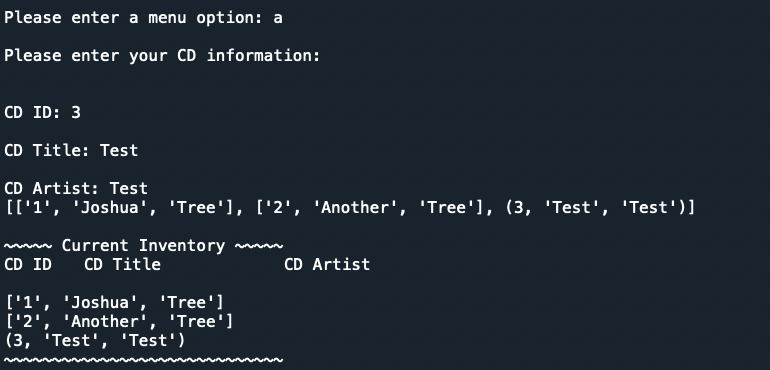 Please enter a menu option: a
Please enter your CD information:
CD ID: 3
CD Title: Test
CD Artist: Test
[['1', 'Joshua', 'Tree'], ['2', 'Another', 'Tree'], (3, 'Test', 'Test')]
~~~~~ Current Inventory ~~~~~
CD ID   CD Title             CD Artist
['1', 'Joshua', 'Tree']
['2', 'Another', 'Tree']
(3, 'Test', 'Test')
~~~~~~~~~~~~~~~~~~~~~~~~~~~~~